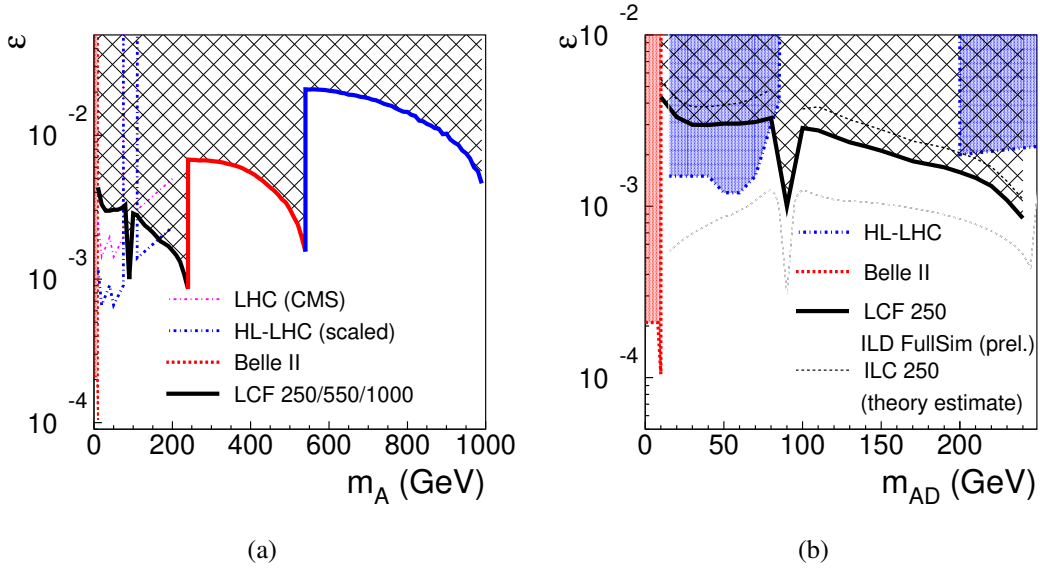 ε
10 -2
10 -3
10 -4
LHC (CMS)
HL-LHC (scaled)
Belle II
LCF 250/550/1000
0 200 400 600 800 1000
m_A (GeV)
(a)
ε
10 -2
10 -3
10 -4
HL-LHC
Belle II
LCF 250
ILD FullSim (prel.)
ILC 250
(theory estimate)
0 50 100 150 200
m_AD (GeV)
(b)